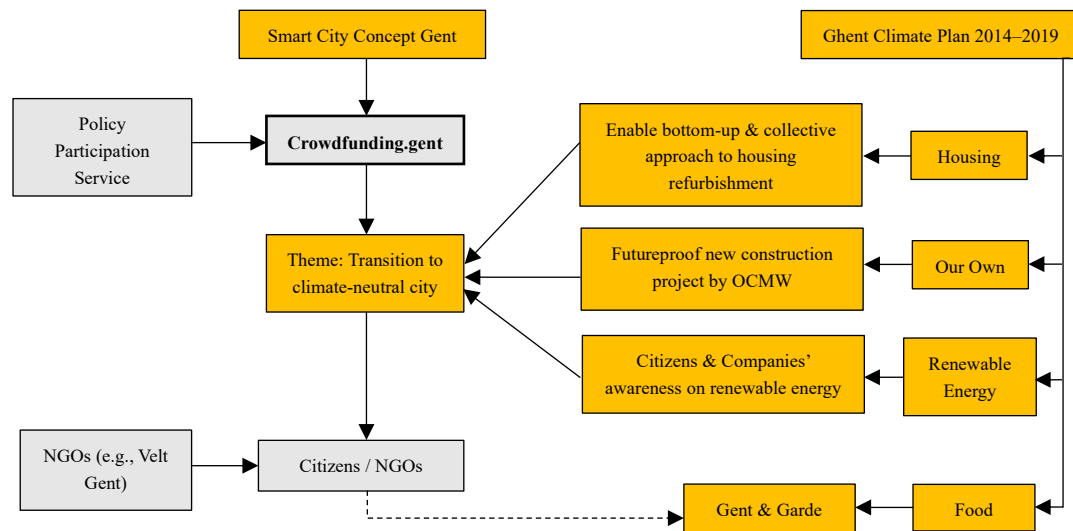 Smart City Concept Gent
Ghent Climate Plan 2014–2019
Policy
Participation
Service
Crowdfunding.gent
Enable bottom-up & collective
approach to housing
refurbishment
Housing
Theme: Transition to
climate-neutral city
Futureproof new construction
project by OCMW
Our Own
Citizens & Companies’
awareness on renewable energy
Renewable
Energy
NGOs (e.g., Velt
Gent)
Citizens / NGOs
Gent & Garde
Food